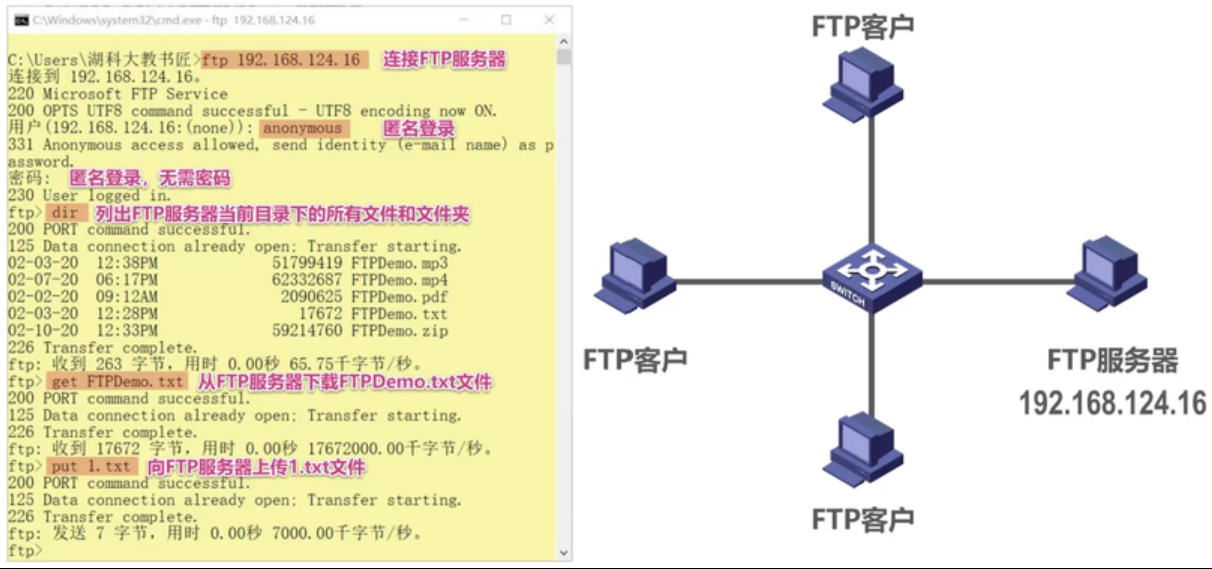 C:\Windows\system32\cmd.exe - ftp 192.168.124.16
C:\Users\湖科大教书匠>ftp 192.168.124.16 连接FTP服务器
连接到 192.168.124.16。
220 Microsoft FTP Service
200 OPTS UTF8 command successful - UTF8 encoding now ON.
用户(192.168.124.16:(none)): anonymous 匿名登录
331 Anonymous access allowed, send identity (e-mail name) as p
assword.
密码: 匿名登录，无需密码
230 User logged in.
ftp> dir 列出FTP服务器当前目录下的所有文件和文件夹
200 PORT command successful.
125 Data connection already open; Transfer starting.
02-03-20 12:38PM 51799419 FTPDemo.mp3
02-07-20 06:17PM 62332687 FTPDemo.mp4
02-02-20 09:12AM 2090625 FTPDemo.pdf
02-03-20 12:28PM 17672 FTPDemo.txt
02-10-20 12:33PM 59214760 FTPDemo.zip
226 Transfer complete.
ftp: 收到 263 字节，用时 0.00秒 65.75千字节/秒。
ftp> get FTPDemo.txt 从FTP服务器下载FTPDemo.txt文件
200 PORT command successful.
125 Data connection already open; Transfer starting.
226 Transfer complete.
ftp: 收到 17672 字节，用时 0.00秒 17672000.00千字节/秒。
ftp> put 1.txt 向FTP服务器上传1.txt文件
200 PORT command successful.
125 Data connection already open; Transfer starting.
226 Transfer complete.
ftp: 发送 7 字节，用时 0.00秒 7000.00千字节/秒。
ftp>
FTP客户
SWITCH
FTP客户
FTP服务器
192.168.124.16
FTP客户